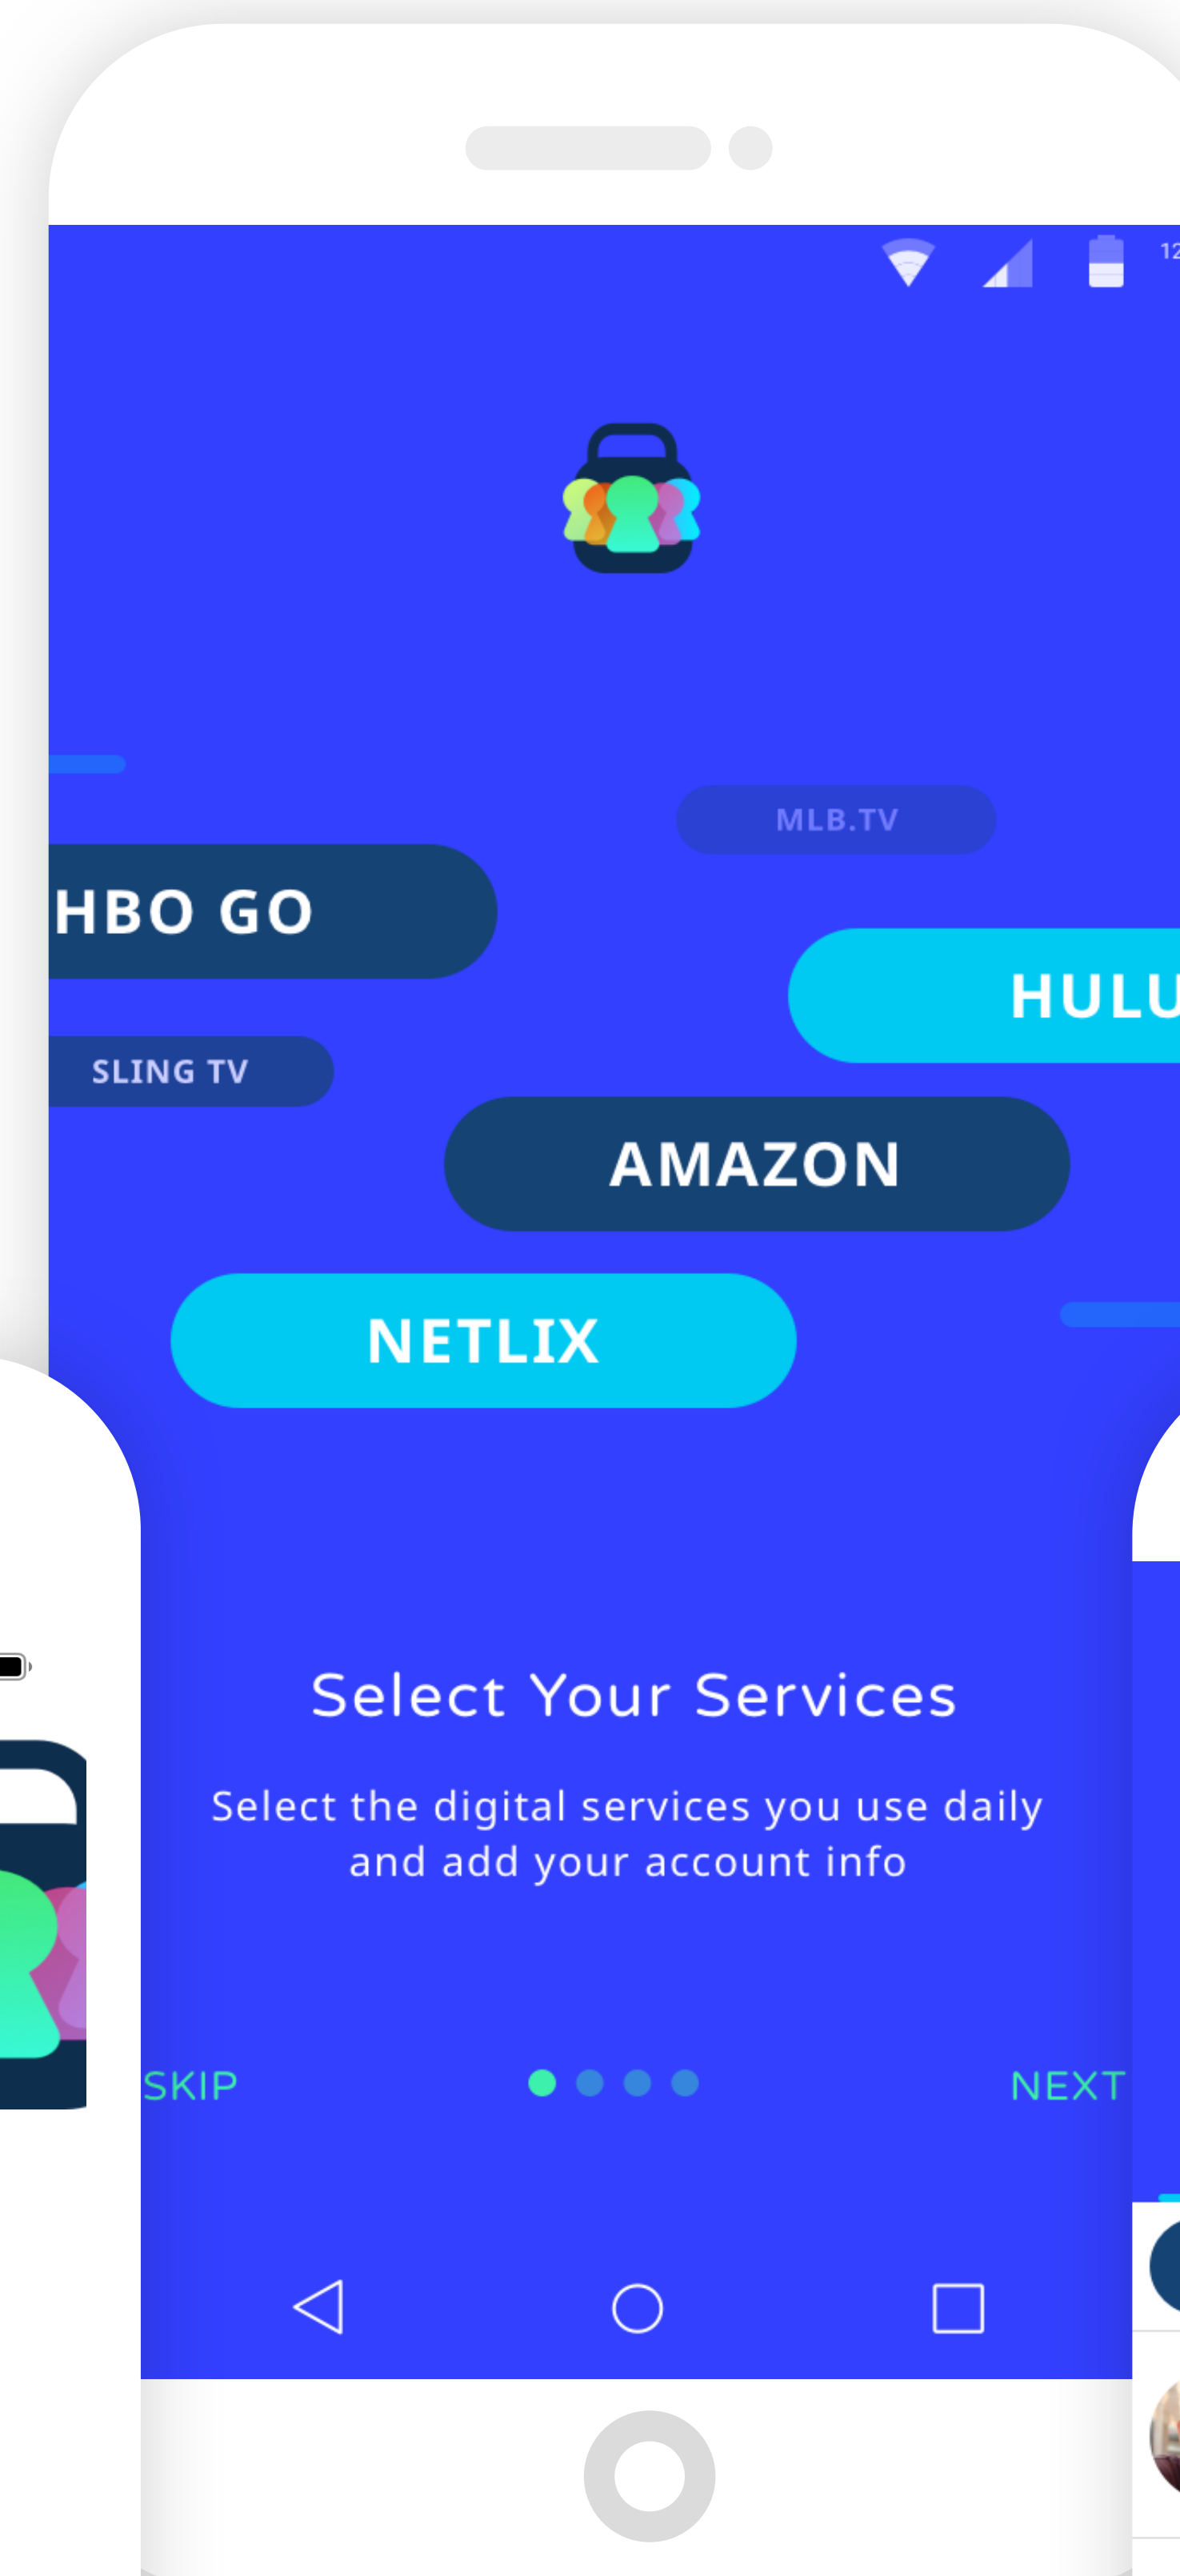 12
MLB.TV
HBO GO
HULU
SLING TV
AMAZON
NETLIX
Select Your Services
Select the digital services you use daily
and add your account info
SKIP
NEXT